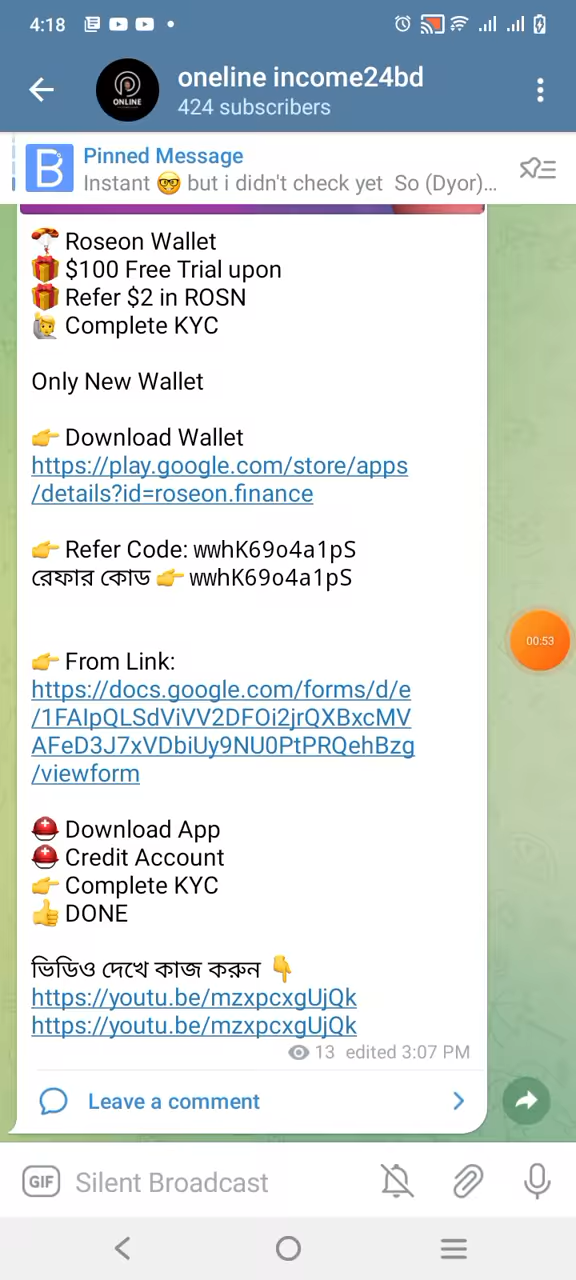 4:18
oneline income24bd
424 subscribers
ONLINE
Pinned Message
Instant 🤓 but i didn't check yet So (Dyor)...
B
Roseon Wallet
🎁 $100 Free Trial upon
🎁 Refer $2 in ROSN
🙋 Complete KYC
Only New Wallet
👉 Download Wallet
https://play.google.com/store/apps
/details?id=roseon.finance
👉 Refer Code: wwhK69o4a1pS
রেফার কোড 👉 wwhK69o4a1pS
00:53
👉 From Link:
https://docs.google.com/forms/d/e
/1FAIpQLSdViVV2DFOi2jrQXBxcMV
AFeD3J7xVDbiUy9NU0PtPRQehBzg
/viewform
⛑ Download App
⛑ Credit Account
👉 Complete KYC
👍 DONE
ভিডিও দেখে কাজ করুন 👇
https://youtu.be/mzxpcxgUjQk
https://youtu.be/mzxpcxgUjQk
13 edited 3:07 PM
Leave a comment
GIF Silent Broadcast